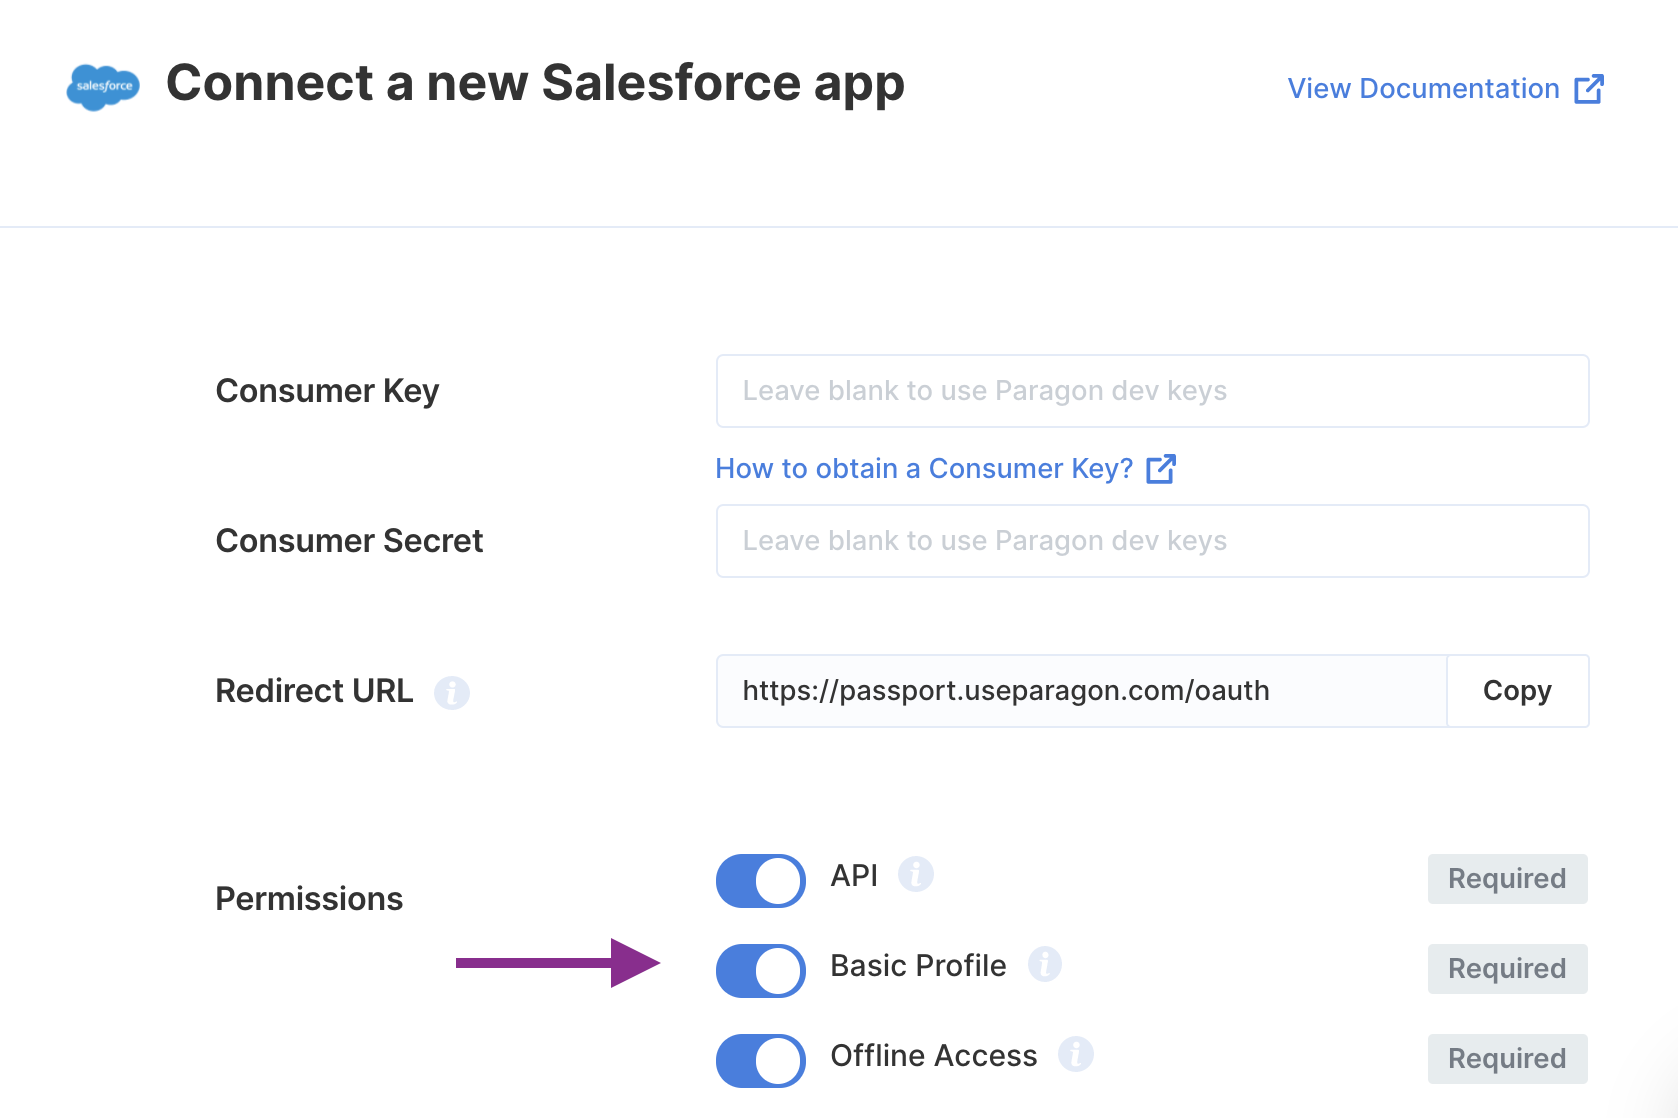 salesforce
Connect a new Salesforce app
View Documentation
Consumer Key
Leave blank to use Paragon dev keys
How to obtain a Consumer Key?
Consumer Secret
Leave blank to use Paragon dev keys
Redirect URL i
https://passport.useparagon.com/oauth
Copy
Permissions
API i
Required
Basic Profile i
Required
Offline Access i
Required